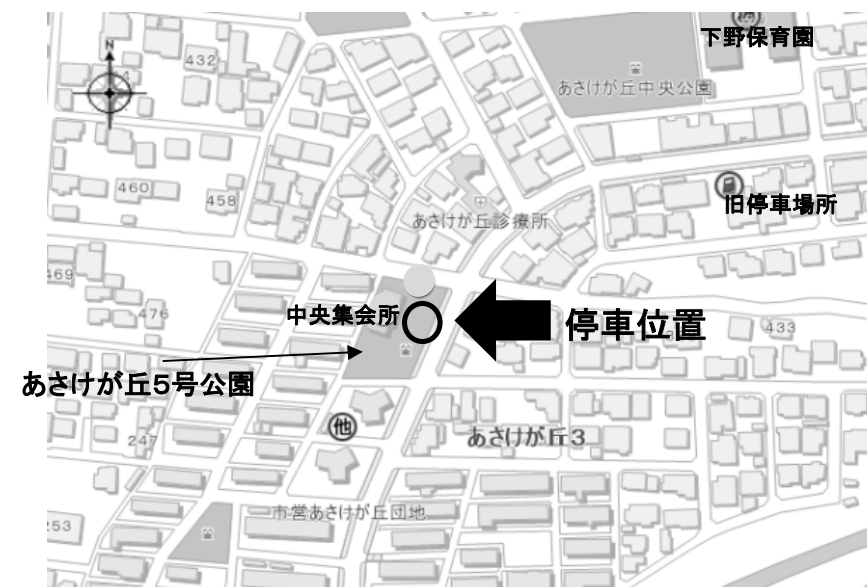 下野保育園
N
432
あさけが丘中央公園
460
458
旧停車場所
あさけが丘診療所
469
476
中央集会所
停車位置
433
あさけが丘5号公園
他
247
あさけが丘3
市営あさけが丘団地
253